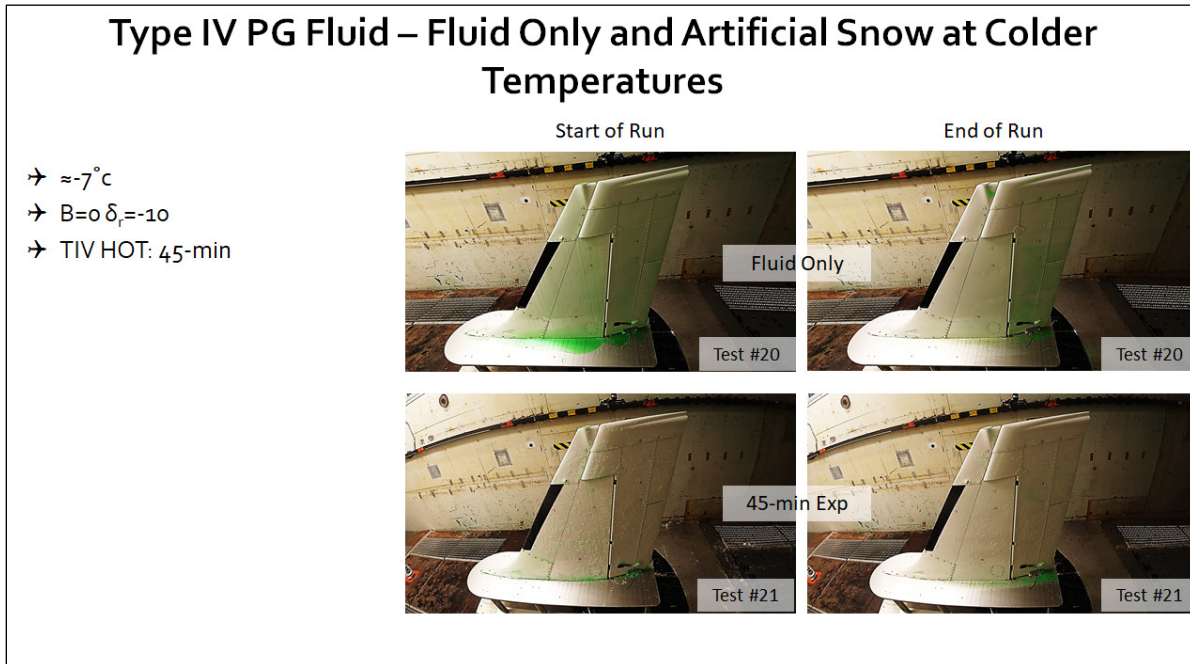 Type IV PG Fluid – Fluid Only and Artificial Snow at Colder
Temperatures
≈-7˚c
B=0 δr=-10
TIV HOT: 45-min
Start of Run
End of Run
Fluid Only
Test #20
Test #20
45-min Exp
Test #21
Test #21